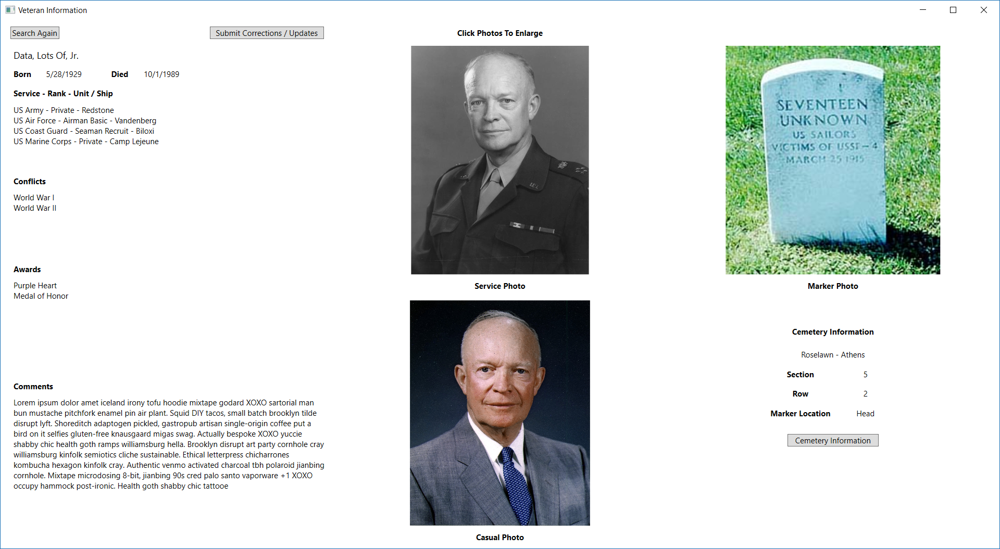 Veteran Information
Search Again
Submit Corrections / Updates
Data, Lots Of, Jr.
Born 5/28/1929 Died 10/1/1989
Service - Rank - Unit / Ship
US Army - Private - Redstone
US Air Force - Airman Basic - Vandenberg
US Coast Guard - Seaman Recruit - Biloxi
US Marine Corps - Private - Camp Lejeune
Conflicts
World War I
World War II
Awards
Purple Heart
Medal of Honor
Comments
Lorem ipsum dolor amet iceland irony tofu hoodie mixtape godard XOXO sartorial man
bun mustache pitchfork enamel pin air plant. Squid DIY tacos, small batch brooklyn tilde
disrupt lyft. Shoreditch adaptogen pickled, gastropub artisan single-origin coffee put a
bird on it selfies gluten-free knausgaard migas swag. Actually bespoke XOXO yuccie
shabby chic health goth ramps williamsburg hella. Brooklyn disrupt art party cornhole cray
williamsburg kinfolk semiotics cliche sustainable. Ethical letterpress chicharrones
kombucha hexagon kinfolk cray. Authentic venmo activated charcoal tbh polaroid jianbing
cornhole. Mixtape microdosing 8-bit, jianbing 90s cred palo santo vaporware +1 XOXO
occupy hammock post-ironic. Health goth shabby chic tattooe
Click Photos To Enlarge
Service Photo
Casual Photo
SEVENTEEN
UNKNOWN
US SAILORS
VICTIMS OF USSF-4
MARCH 25 1915
Marker Photo
Cemetery Information
Roselawn - Athens
Section 5
Row 2
Marker Location Head
Cemetery Information